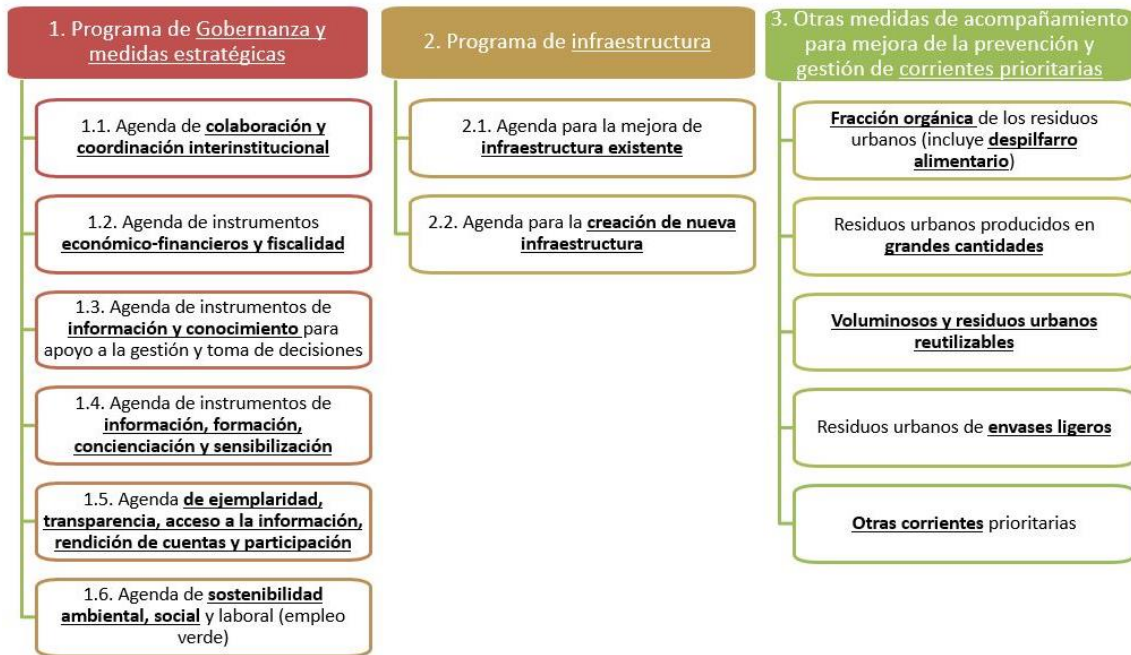 1. Programa de Gobernanza y
medidas estratégicas
1.1. Agenda de colaboración y
coordinación interinstitucional
1.2. Agenda de instrumentos
económico-financieros y fiscalidad
1.3. Agenda de instrumentos de
información y conocimiento para
apoyo a la gestión y toma de decisiones
1.4. Agenda de instrumentos de
información, formación,
concienciación y sensibilización
1.5. Agenda de ejemplaridad,
transparencia, acceso a la información,
rendición de cuentas y participación
1.6. Agenda de sostenibilidad
ambiental, social y laboral (empleo
verde)
2. Programa de infraestructura
2.1. Agenda para la mejora de
infraestructura existente
2.2. Agenda para la creación de nueva
infraestructura
3. Otras medidas de acompañamiento
para mejora de la prevención y
gestión de corrientes prioritarias
Fracción orgánica de los residuos
urbanos (incluye despilfarro
alimentario)
Residuos urbanos producidos en
grandes cantidades
Voluminosos y residuos urbanos
reutilizables
Residuos urbanos de envases ligeros
Otras corrientes prioritarias